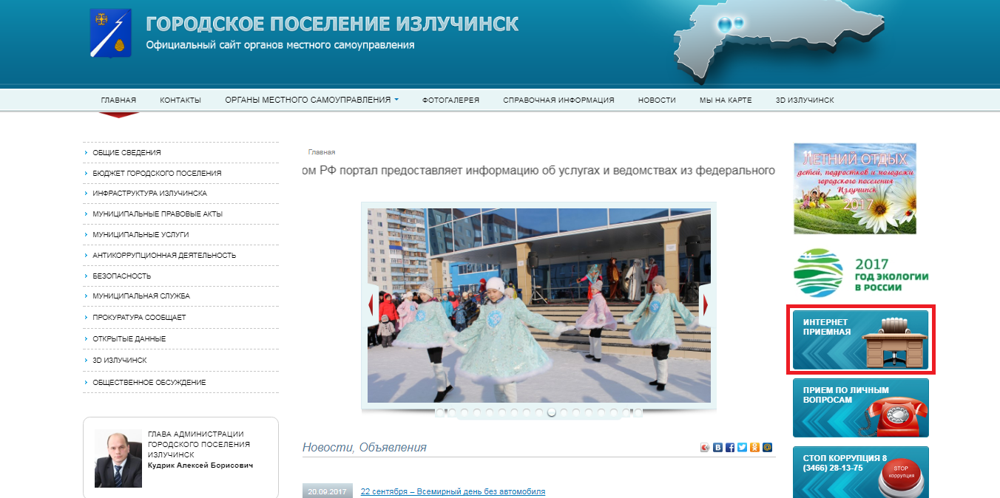 ГОРОДСКОЕ ПОСЕЛЕНИЕ ИЗЛУЧИНСК
Официальный сайт органов местного самоуправления
ГЛАВНАЯ КОНТАКТЫ ОРГАНЫ МЕСТНОГО САМОУПРАВЛЕНИЯ ФОТОГАЛЕРЕЯ СПРАВОЧНАЯ ИНФОРМАЦИЯ НОВОСТИ МЫ НА КАРТЕ 3D ИЗЛУЧИНСК
ОБЩИЕ СВЕДЕНИЯ
БЮДЖЕТ ГОРОДСКОГО ПОСЕЛЕНИЯ
ИНФРАСТРУКТУРА ИЗЛУЧИНСКА
МУНИЦИПАЛЬНЫЕ ПРАВОВЫЕ АКТЫ
МУНИЦИПАЛЬНЫЕ УСЛУГИ
АНТИКОРРУПЦИОННАЯ ДЕЯТЕЛЬНОСТЬ
БЕЗОПАСНОСТЬ
МУНИЦИПАЛЬНАЯ СЛУЖБА
ПРОКУРАТУРА СООБЩАЕТ
ОТКРЫТЫЕ ДАННЫЕ
3D ИЗЛУЧИНСК
ОБЩЕСТВЕННОЕ ОБСУЖДЕНИЕ
ГЛАВА АДМИНИСТРАЦИИ
ГОРОДСКОГО ПОСЕЛЕНИЯ
ИЗЛУЧИНСК
Кудрик Алексей Борисович
Главная
ом РФ портал предоставляет информацию об услугах и ведомствах из федерального
Новости, Объявления
20.09.2017 22 сентября – Всемирный день без автомобиля
11
ЛЕТНИЙ ОТДЫХ
детей, подростков и молодежи
городского поселения
Излучинск
2017
11
2017
ГОД ЭКОЛОГИИ
В РОССИИ
ИНТЕРНЕТ
ПРИЕМНАЯ
ПРИЕМ ПО ЛИЧНЫМ
ВОПРОСАМ
СТОП КОРРУПЦИЯ 8
(3466) 28-13-75
STOP
коррупция